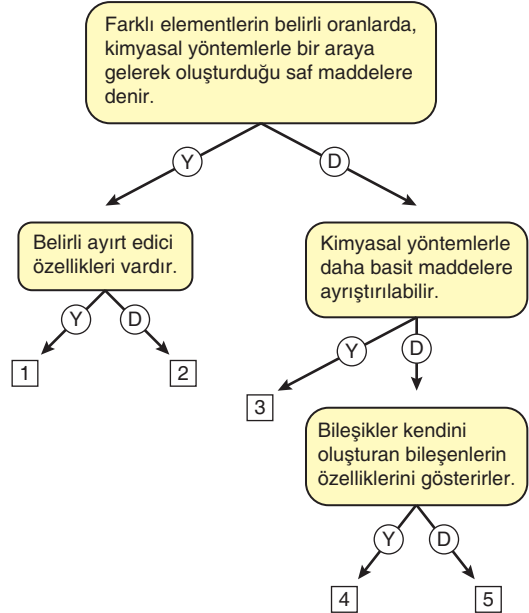 Farklı elementlerin belirli oranlarda,
kimyasal yöntemlerle bir araya
gelerek oluşturduğu saf maddelere
denir.
Y
D
Belirli ayırt edici
özellikleri vardır.
Kimyasal yöntemlerle
daha basit maddelere
ayrıştırılabilir.
Y
D
Y
D
1
2
3
Bileşikler kendini
oluşturan bileşenlerin
özelliklerini gösterirler.
Y
D
4
5